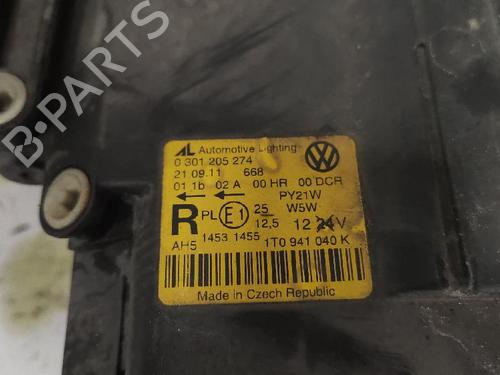 AL Automotive Lighting
0 301 205 274
21 09.11 668
01 1b 02 A 00 HR 00 DCR
PY21W
R PL E1 25 W5W
12,5 12 24V
AH5 1453 1455 1T0 941 040 K
Made in Czech Republic
B-PARTS